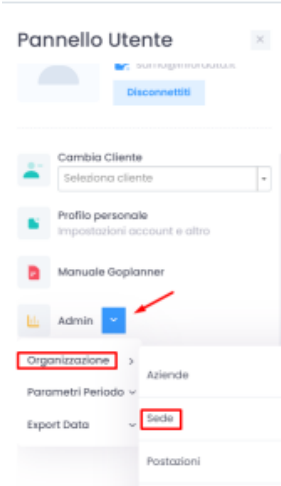 Pannello Utente
Disconnettiti
Cambia Cliente
Seleziona cliente
Profilo personale
Impostazioni account e altro
Manuale Goplanner
Admin
Organizzazione
Aziende
Parametri Periodo
Sede
Export Data
Postazioni